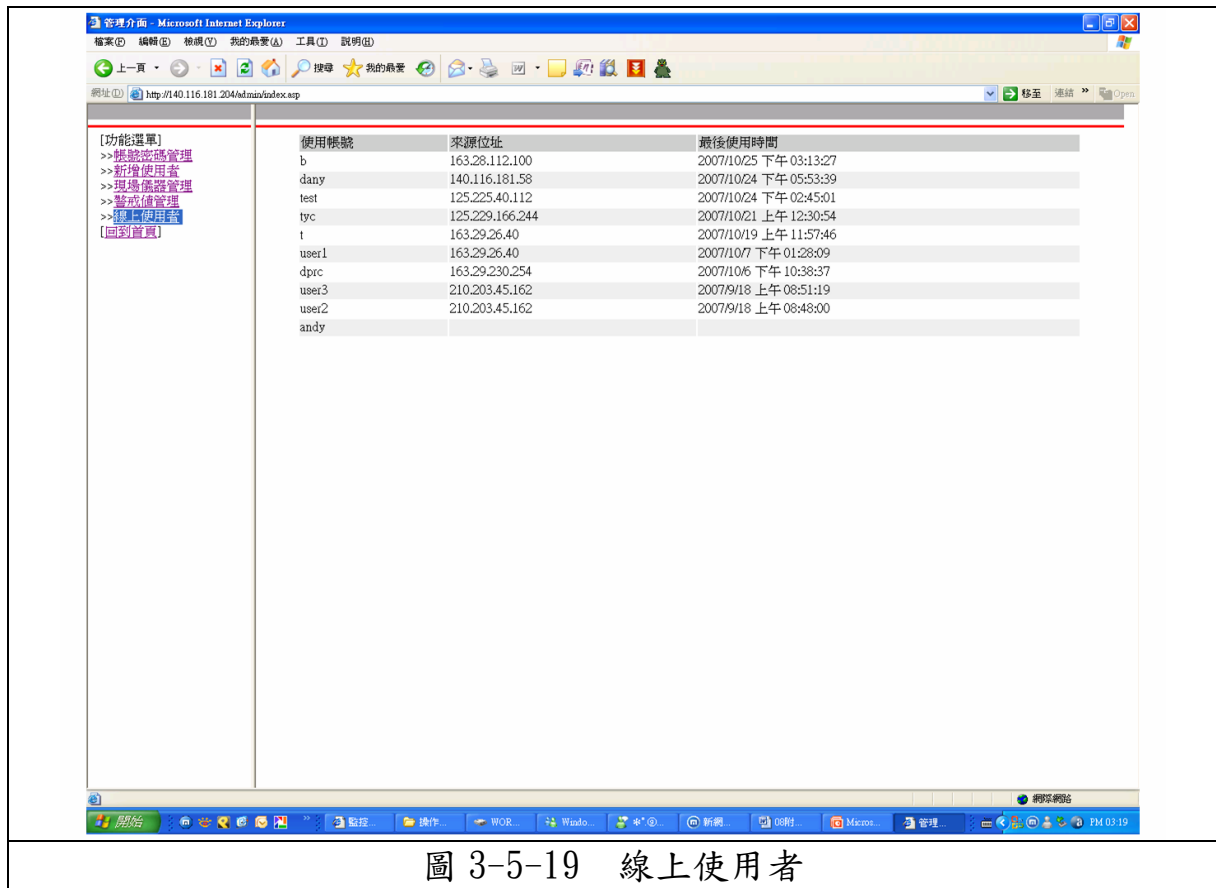 管理介面 - Microsoft Internet Explorer
檔案(F) 編輯(E) 檢視(V) 我的最愛(A) 工具(T) 說明(H)
上一頁 搜尋 我的最愛
網址(D) http://140.116.181.204/admin/index.asp 移至 連結 » Open
[功能選單]
>>帳號密碼管理
>>新增使用者
>>現場儀器管理
>>警戒值管理
>>線上使用者
[回到首頁]
使用帳號 來源位址 最後使用時間
b 163.28.112.100 2007/10/25 下午 03:13:27
dany 140.116.181.58 2007/10/24 下午 05:53:39
test 125.225.40.112 2007/10/24 下午 02:45:01
tyc 125.229.166.244 2007/10/21 上午 12:30:54
t 163.29.26.40 2007/10/19 上午 11:57:46
user1 163.29.26.40 2007/10/7 下午 01:28:09
dprc 163.29.230.254 2007/10/6 下午 10:38:37
user3 210.203.45.162 2007/9/18 上午 08:51:19
user2 210.203.45.162 2007/9/18 上午 08:48:00
andy
網際網路
開始 » 監控... 操作... WOR... Windo... 新網... 08附... Micros... 管理... PM 03:19
圖 3-5-19 線上使用者